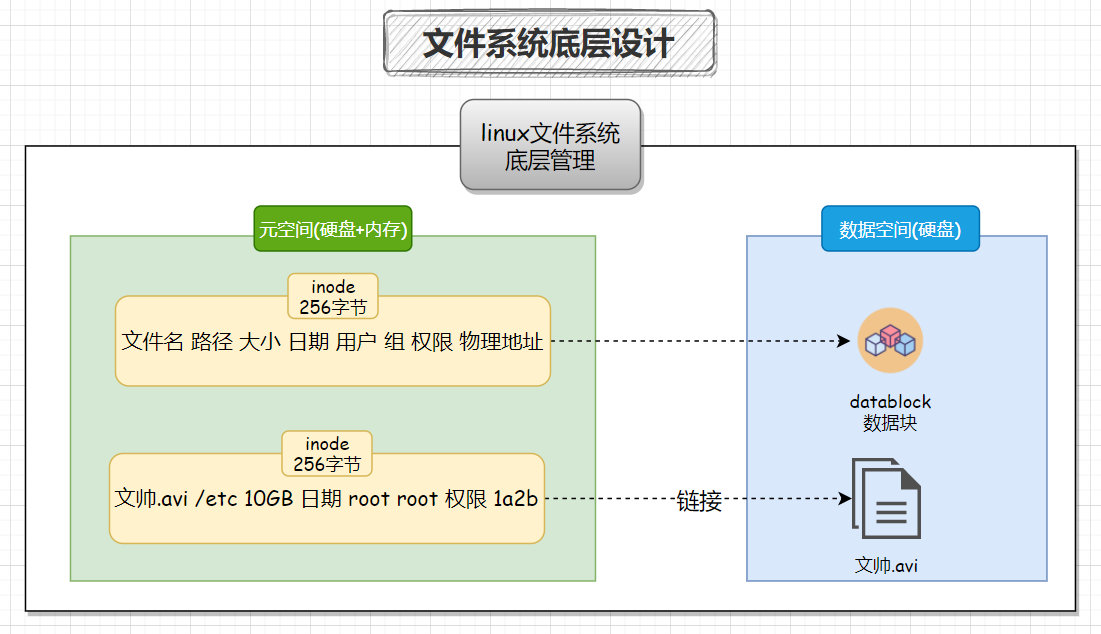 文件系统底层设计
linux文件系统
底层管理
元空间(硬盘+内存)
数据空间(硬盘)
inode
256字节
文件名 路径 大小 日期 用户 组 权限 物理地址
datablock
数据块
inode
256字节
文帅.avi /etc 10GB 日期 root root 权限 1a2b
链接
文帅.avi